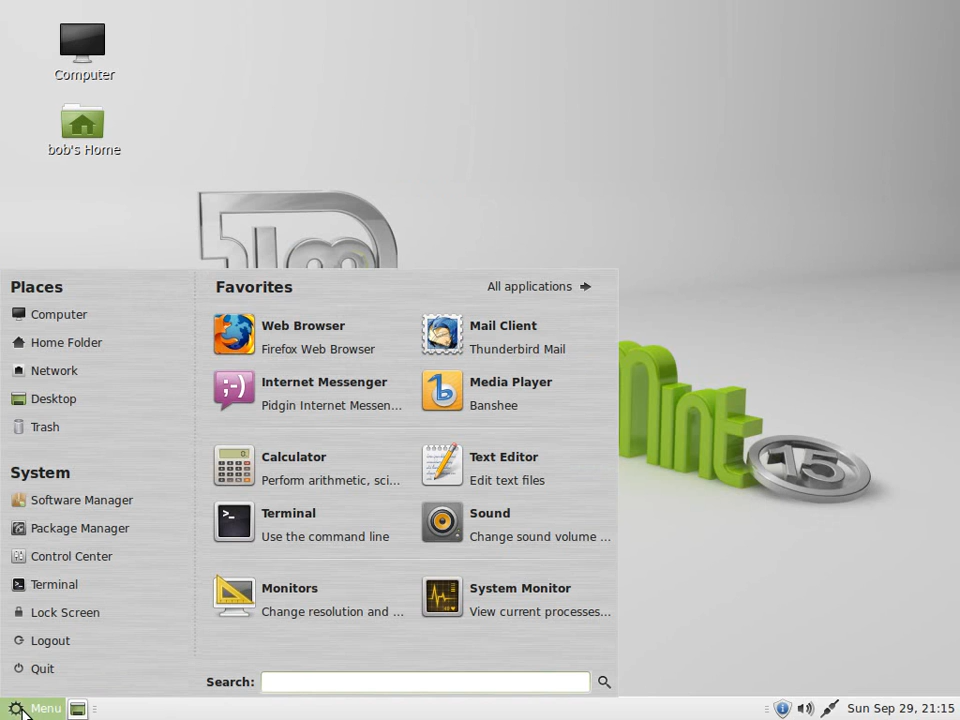 Computer
bob's Home
Places
Computer
Home Folder
Network
Desktop
Trash
System
Software Manager
Package Manager
Control Center
Terminal
Lock Screen
Logout
Quit
Favorites
All applications
Web Browser
Firefox Web Browser
Mail Client
Thunderbird Mail
Internet Messenger
Pidgin Internet Messen...
Media Player
Banshee
Calculator
Perform arithmetic, sci...
Text Editor
Edit text files
Terminal
Use the command line
Sound
Change sound volume ...
Monitors
Change resolution and ...
System Monitor
View current processes...
Search:
mint
15
Menu
Sun Sep 29, 21:15